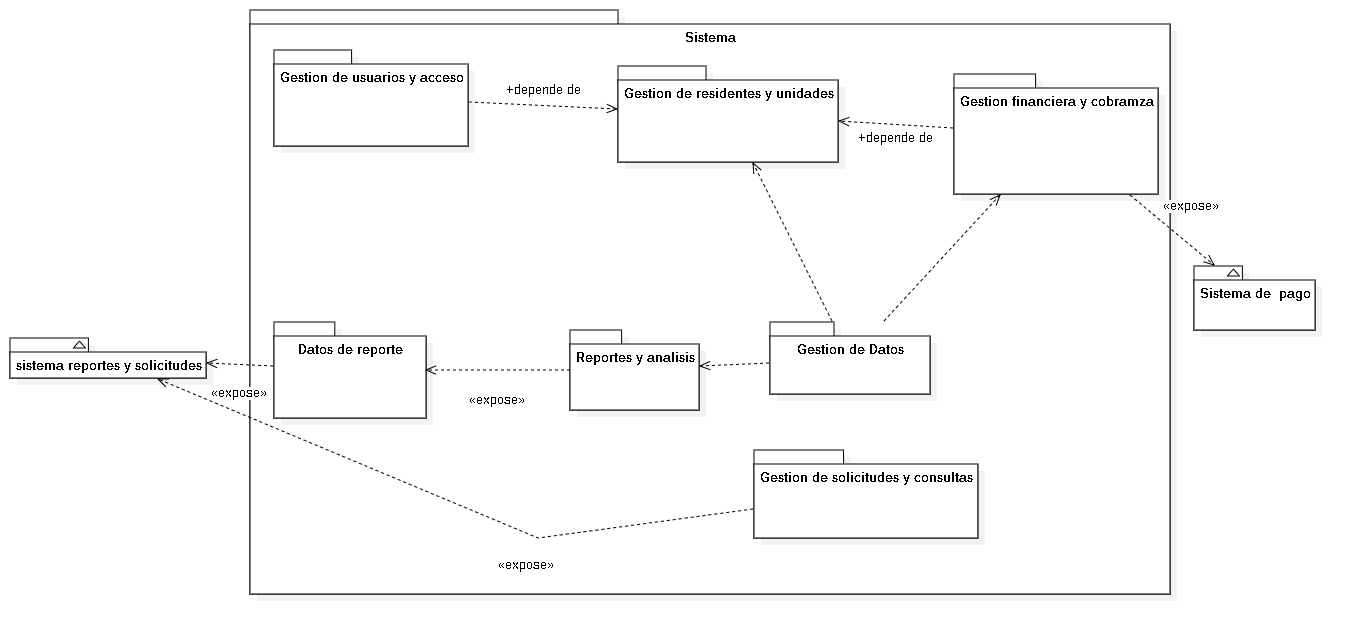 Sistema
Gestion de usuarios y acceso
+depende de
Gestion de residentes y unidades
Gestion financiera y cobramza
+depende de
«expose»
Sistema de  pago
Datos de reporte
Reportes y analisis
Gestion de Datos
sistema reportes y solicitudes
«expose»
«expose»
Gestion de solicitudes y consultas
«expose»